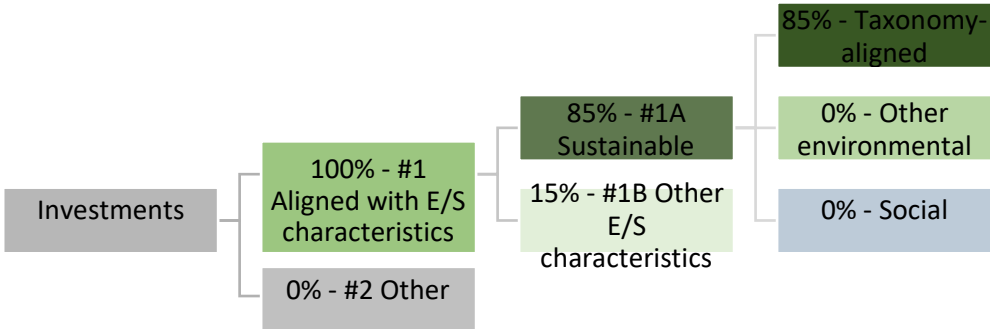 Investments
100% - #1
Aligned with E/S
characteristics
0% - #2 Other
85% - #1A
Sustainable
15% - #1B Other
E/S
characteristics
85% - Taxonomy-
aligned
0% - Other
environmental
0% - Social